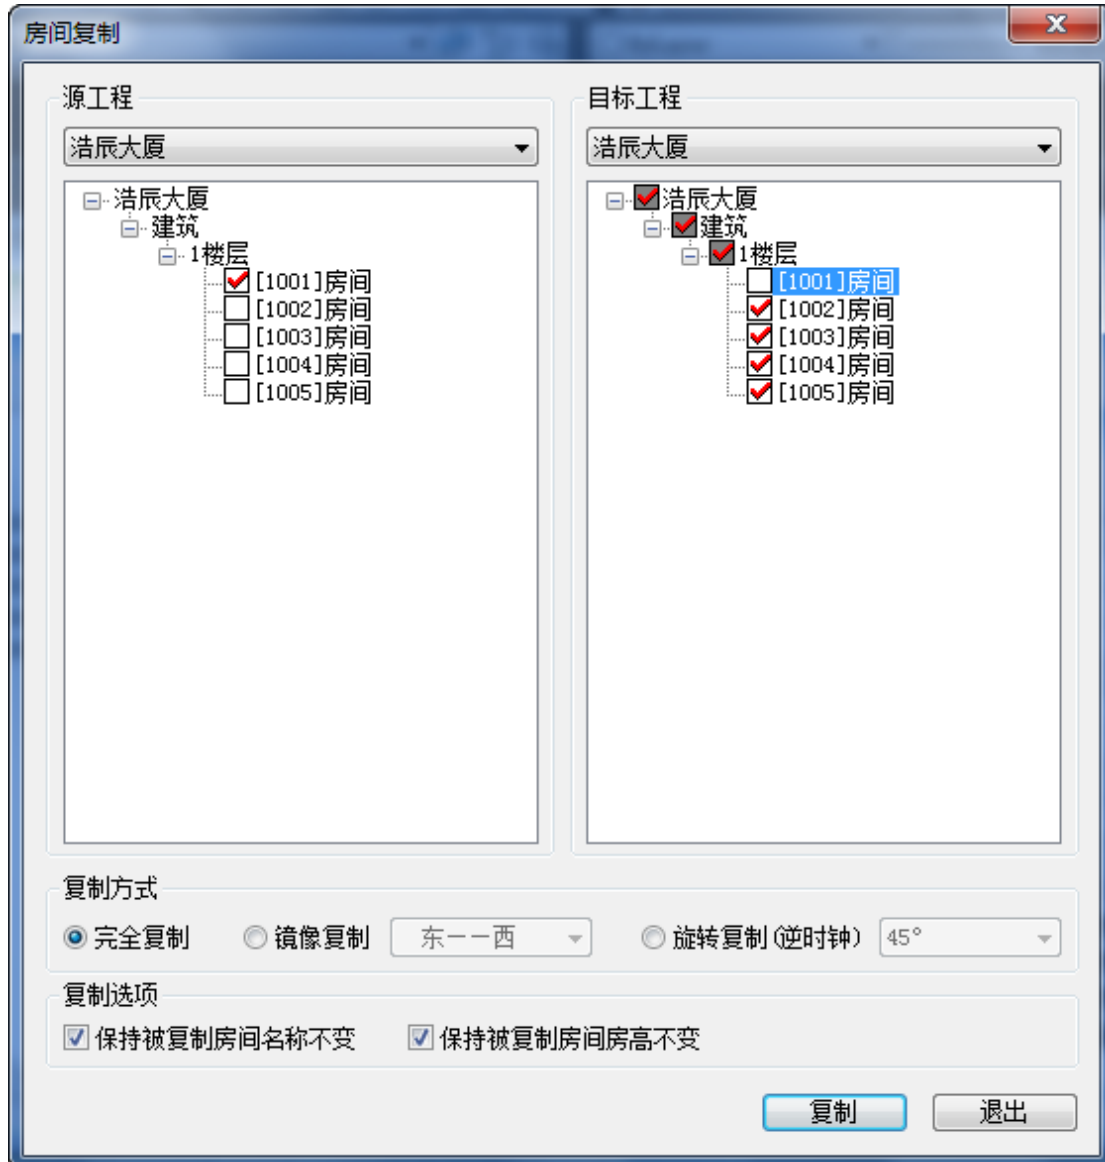 房间复制
源工程
浩辰大厦
浩辰大厦
建筑
1楼层
[1001]房间
[1002]房间
[1003]房间
[1004]房间
[1005]房间
目标工程
浩辰大厦
浩辰大厦
建筑
1楼层
[1001]房间
[1002]房间
[1003]房间
[1004]房间
[1005]房间
复制方式
完全复制 镜像复制 东－－西 旋转复制(逆时钟) 45°
复制选项
保持被复制房间名称不变 保持被复制房间房高不变
复制 退出